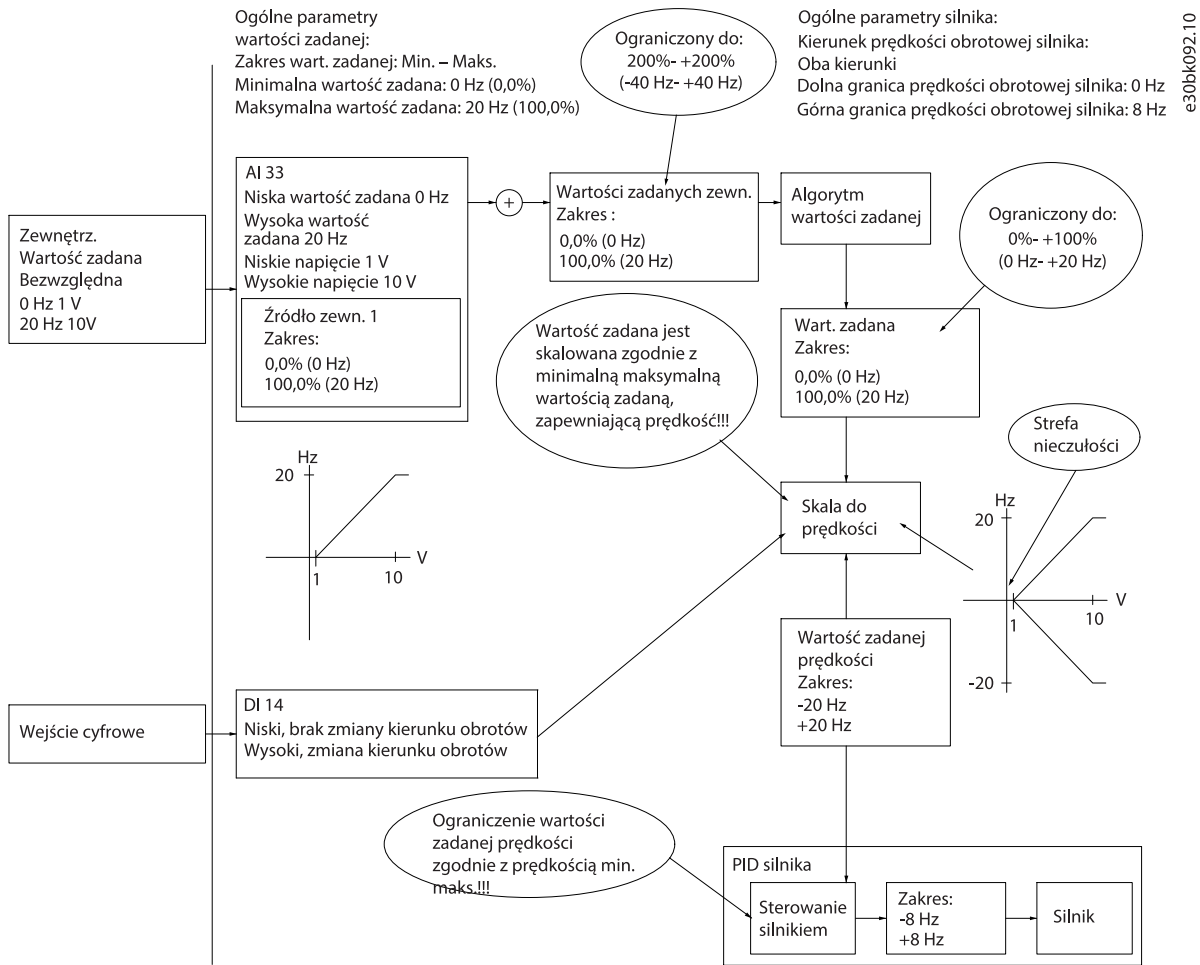 Ogólne parametry
wartości zadanej:
Zakres wart. zadanej: Min. – Maks.
Minimalna wartość zadana: 0 Hz (0,0%)
Maksymalna wartość zadana: 20 Hz (100,0%)
Ograniczony do:
200%- +200%
(-40 Hz- +40 Hz)
Ogólne parametry silnika:
Kierunek prędkości obrotowej silnika:
Oba kierunki
Dolna granica prędkości obrotowej silnika: 0 Hz
Górna granica prędkości obrotowej silnika: 8 Hz
e30bk092.10
Zewnętrz.
Wartość zadana
Bezwzględna
0 Hz 1 V
20 Hz 10V
AI 33
Niska wartość zadana 0 Hz
Wysoka wartość
zadana 20 Hz
Niskie napięcie 1 V
Wysokie napięcie 10 V
Źródło zewn. 1
Zakres:
0,0% (0 Hz)
100,0% (20 Hz)
+
Wartości zadanych zewn.
Zakres :
0,0% (0 Hz)
100,0% (20 Hz)
Algorytm
wartości zadanej
Ograniczony do:
0%- +100%
(0 Hz- +20 Hz)
Wartość zadana jest
skalowana zgodnie z
minimalną maksymalną
wartością zadaną,
zapewniającą prędkość!!!
Wart. zadana
Zakres:
0,0% (0 Hz)
100,0% (20 Hz)
Strefa
nieczułości
Hz
20
V
1
10
Skala do
prędkości
Hz
20
V
1
10
-20
Wartość zadanej
prędkości
Zakres:
-20 Hz
+20 Hz
Wejście cyfrowe
DI 14
Niski, brak zmiany kierunku obrotów
Wysoki, zmiana kierunku obrotów
Ograniczenie wartości
zadanej prędkości
zgodnie z prędkością min.
maks.!!!
PID silnika
Sterowanie
silnikiem
Zakres:
-8 Hz
+8 Hz
Silnik